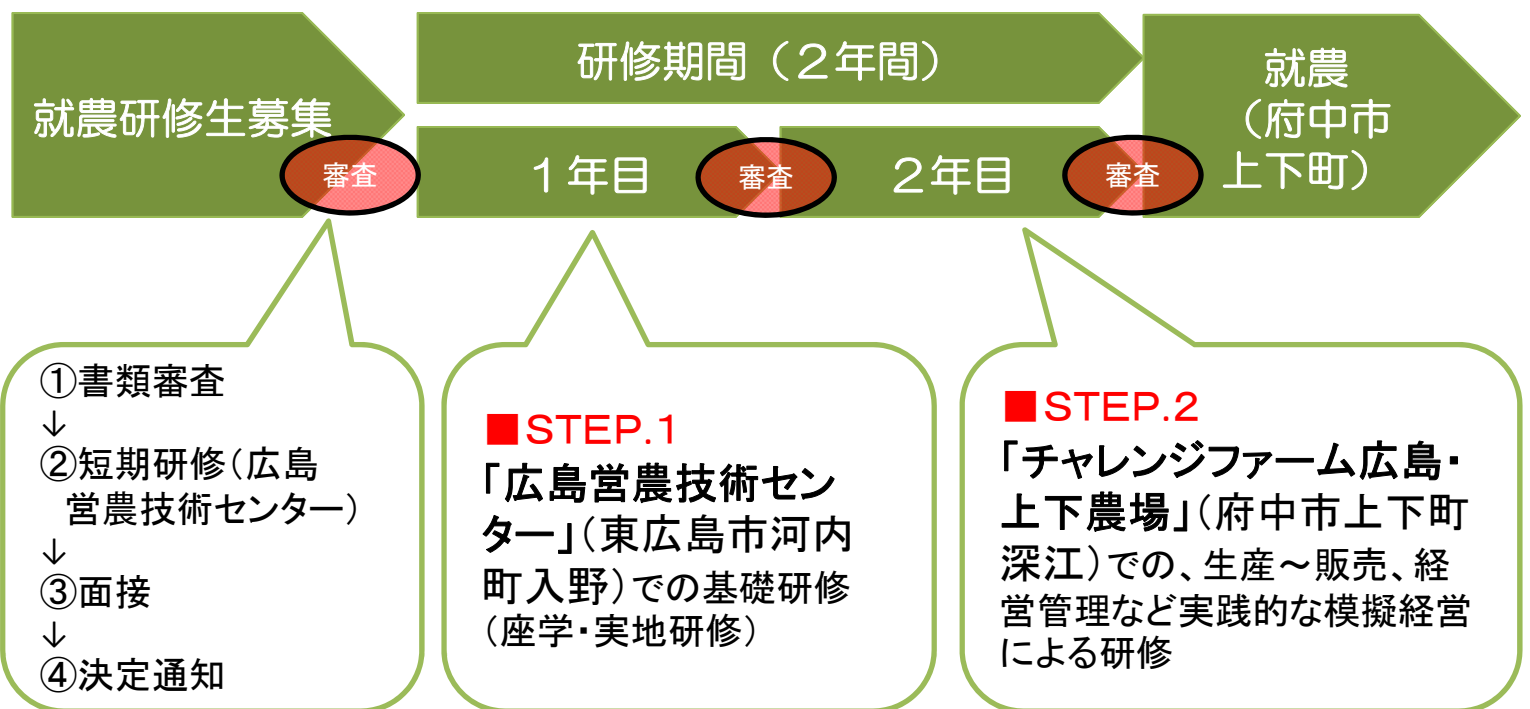 就農研修生募集
審査
研修期間（２年間）
１年目
審査
２年目
審査
就農
（府中市
上下町）
①書類審査
↓
②短期研修（広島
営農技術センター）
↓
③面接
↓
④決定通知
■STEP.1
「広島営農技術セン
ター」（東広島市河内
町入野）での基礎研修
（座学・実地研修）
■STEP.2
「チャレンジファーム広島・
上下農場」（府中市上下町
深江）での、生産～販売、経
営管理など実践的な模擬経営
による研修